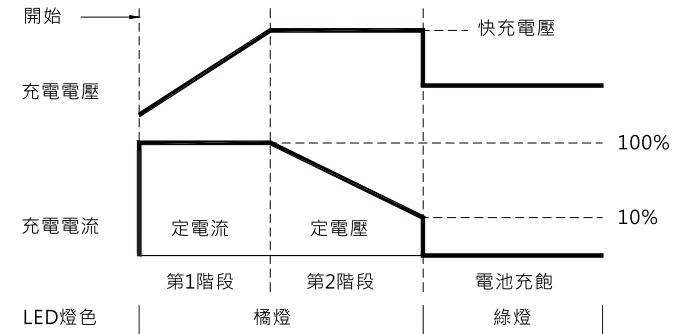 開始
快充電壓
充電電壓
100%
10%
充電電流
定電流 定電壓
第1階段 第2階段 電池充飽
LED燈色 橘燈 綠燈